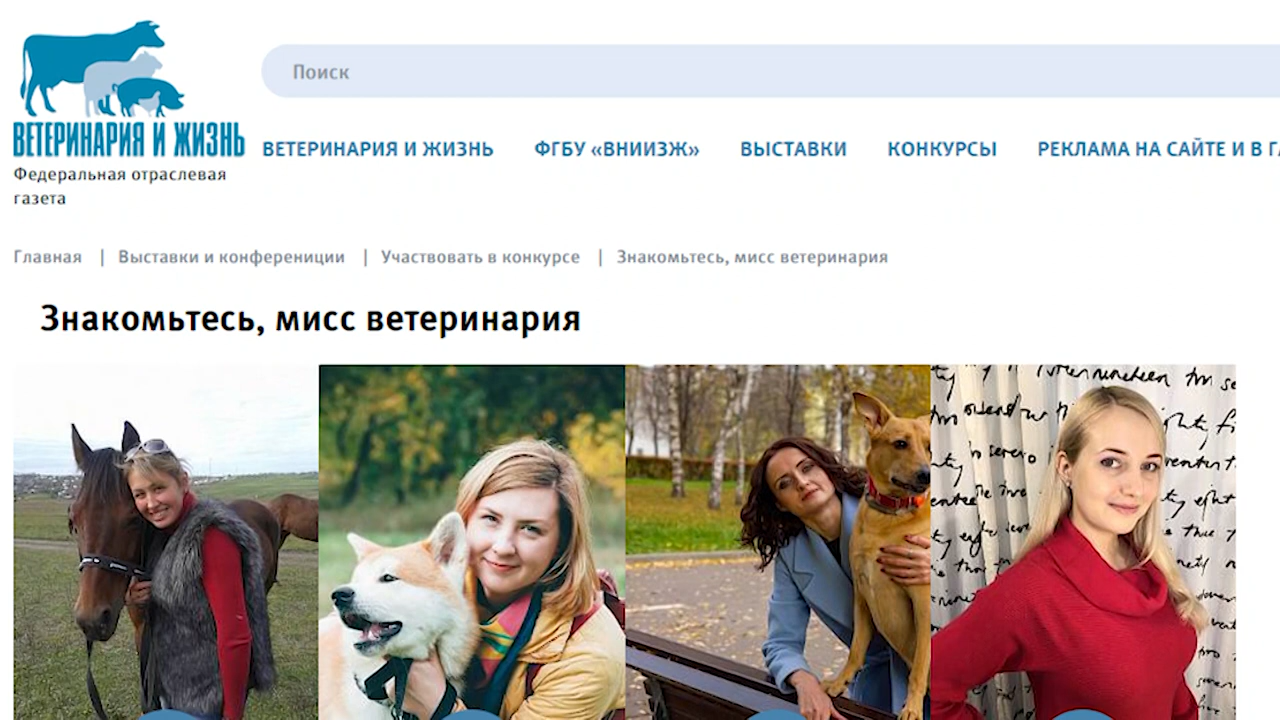 Поиск
ВЕТЕРИНАРИЯ И ЖИЗНЬ
Федеральная отраслевая
газета
ВЕТЕРИНАРИЯ И ЖИЗНЬ ФГБУ «ВНИИЗЖ» ВЫСТАВКИ КОНКУРСЫ РЕКЛАМА НА САЙТЕ И В
Главная | Выставки и конферениции | Участвовать в конкурсе | Знакомьтесь, мисс ветеринария
Знакомьтесь, мисс ветеринария